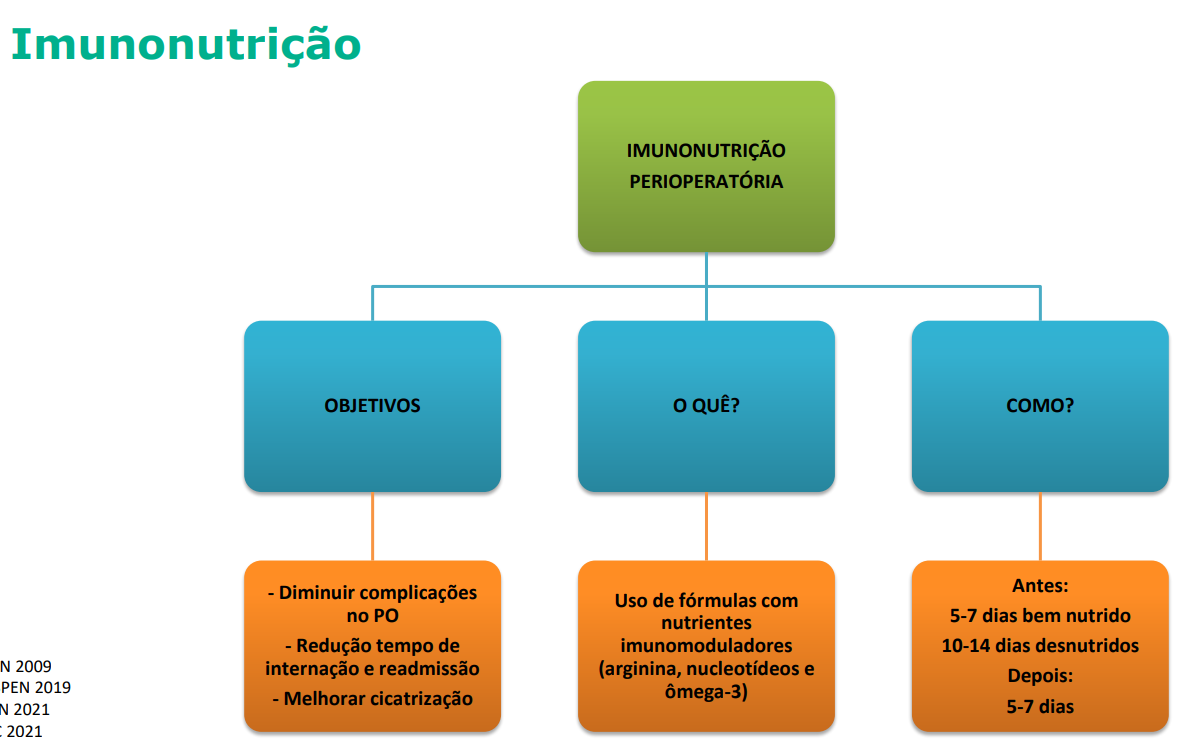 Imunonutrição
IMUNONUTRIÇÃO
PERIOPERATÓRIA
OBJETIVOS
O QUÊ?
COMO?
- Diminuir complicações
no PO
- Redução tempo de
internação e readmissão
- Melhorar cicatrização
Uso de fórmulas com
nutrientes
imunomoduladores
(arginina, nucleotídeos e
ômega-3)
Antes:
5-7 dias bem nutrido
10-14 dias desnutridos
Depois:
5-7 dias
N 2009
PEN 2019
N 2021
2021